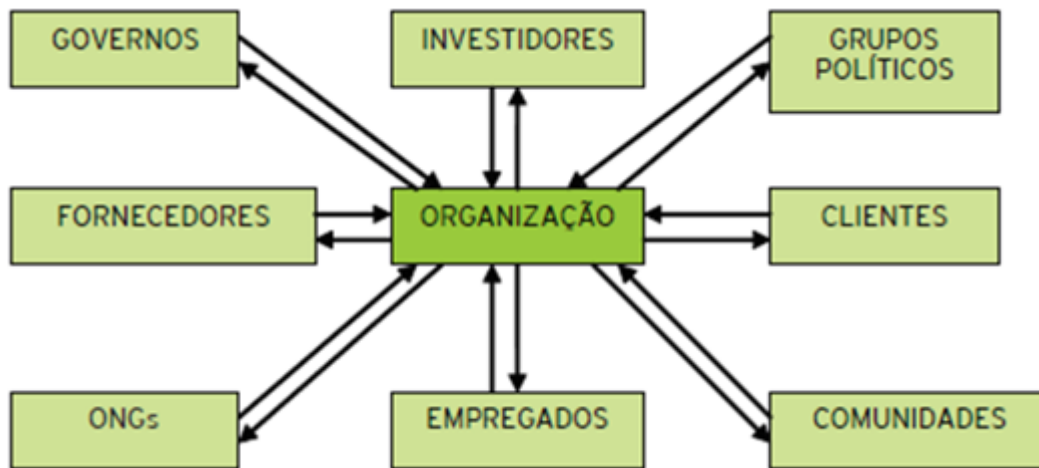 GOVERNOS
INVESTIDORES
GRUPOS
POLÍTICOS
FORNECEDORES
ORGANIZAÇÃO
CLIENTES
ONGs
EMPREGADOS
COMUNIDADES